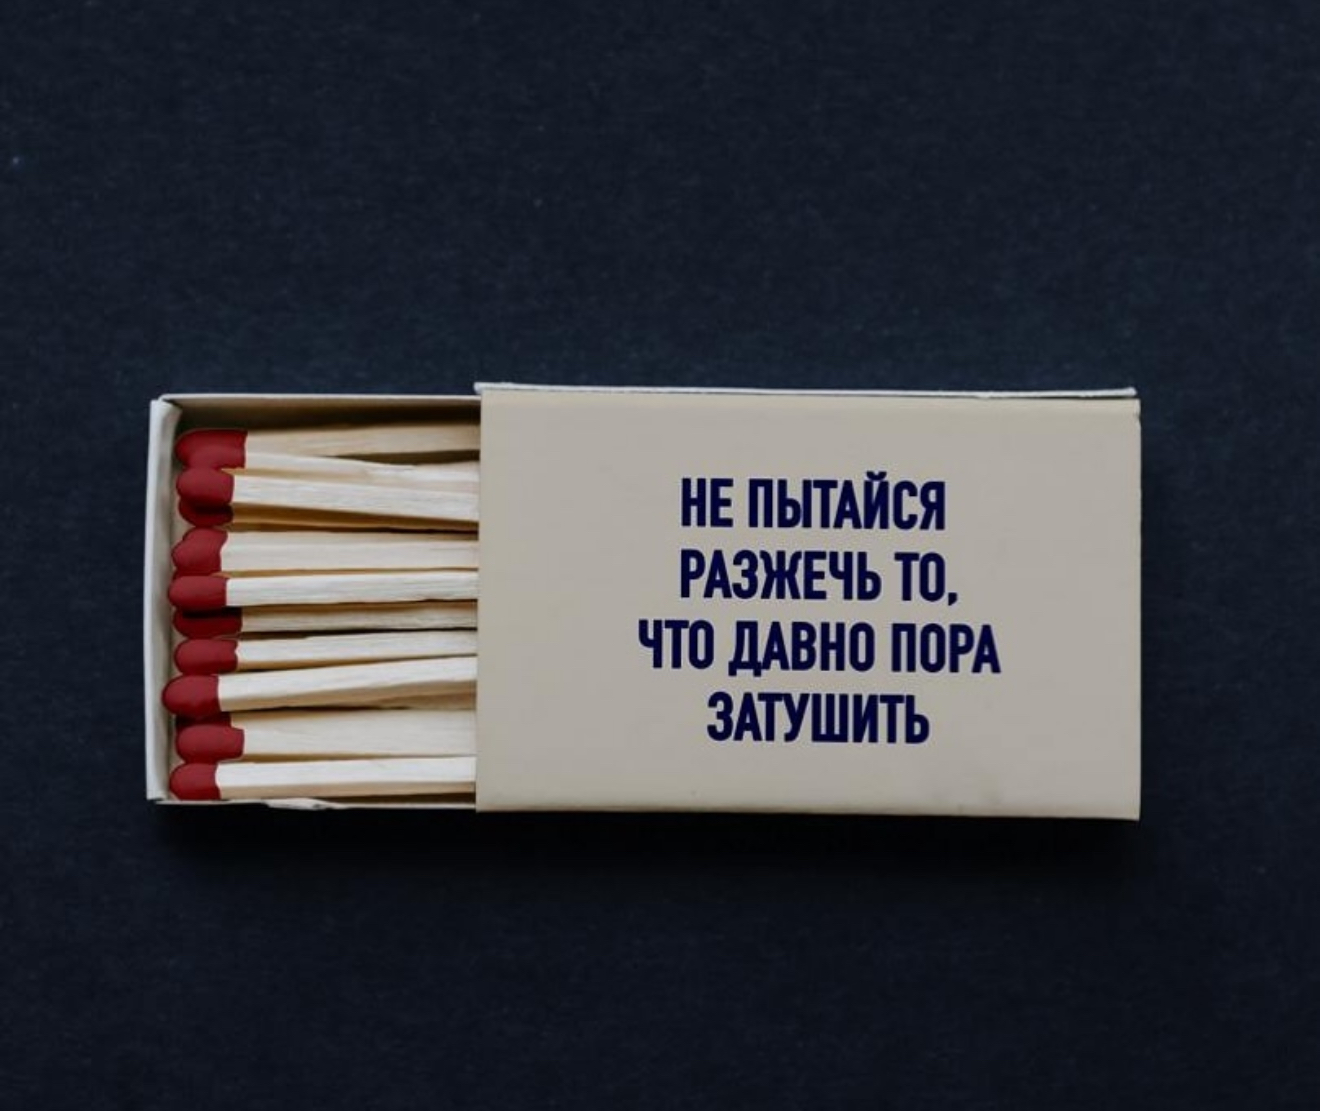 НЕ ПЫТАЙСЯ
РАЗЖЕЧЬ ТО,
ЧТО ДАВНО ПОРА
ЗАТУШИТЬ